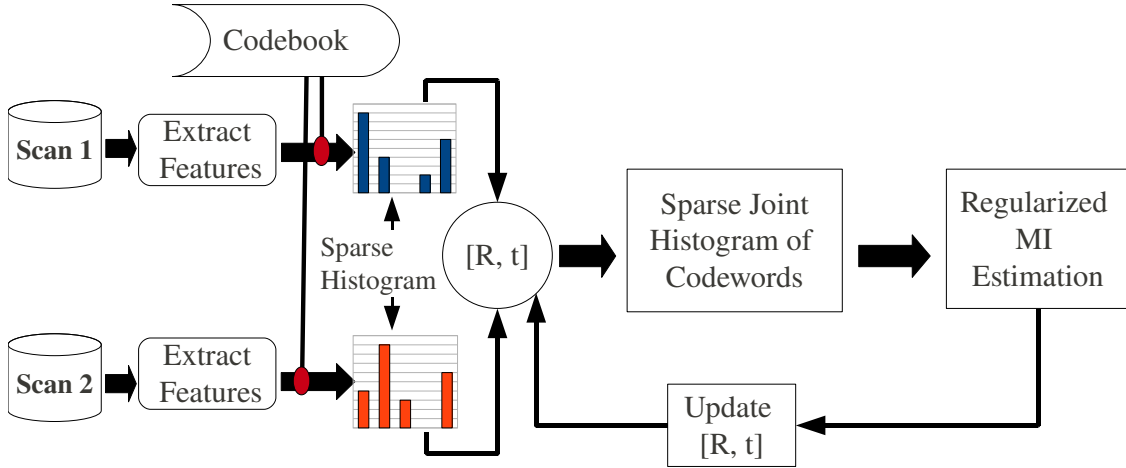 Codebook
Scan 1
Extract
Features
Sparse
Histogram
[R, t]
Sparse Joint
Histogram of
Codewords
Regularized
MI
Estimation
Scan 2
Extract
Features
Update
[R, t]